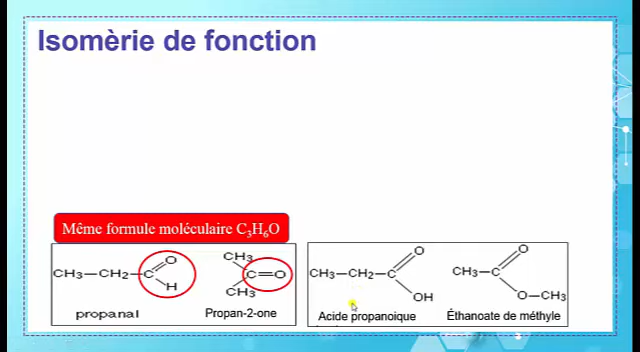 Isomèrie de fonction
Même formule moléculaire C₃H₆O
CH₃—CH₂—C
O
H
propanal
CH₃
C=O
CH₃
Propan-2-one
CH₃—CH₂—C
O
OH
Acide propanoique
CH₃—C
O
O—CH₃
Éthanoate de méthyle